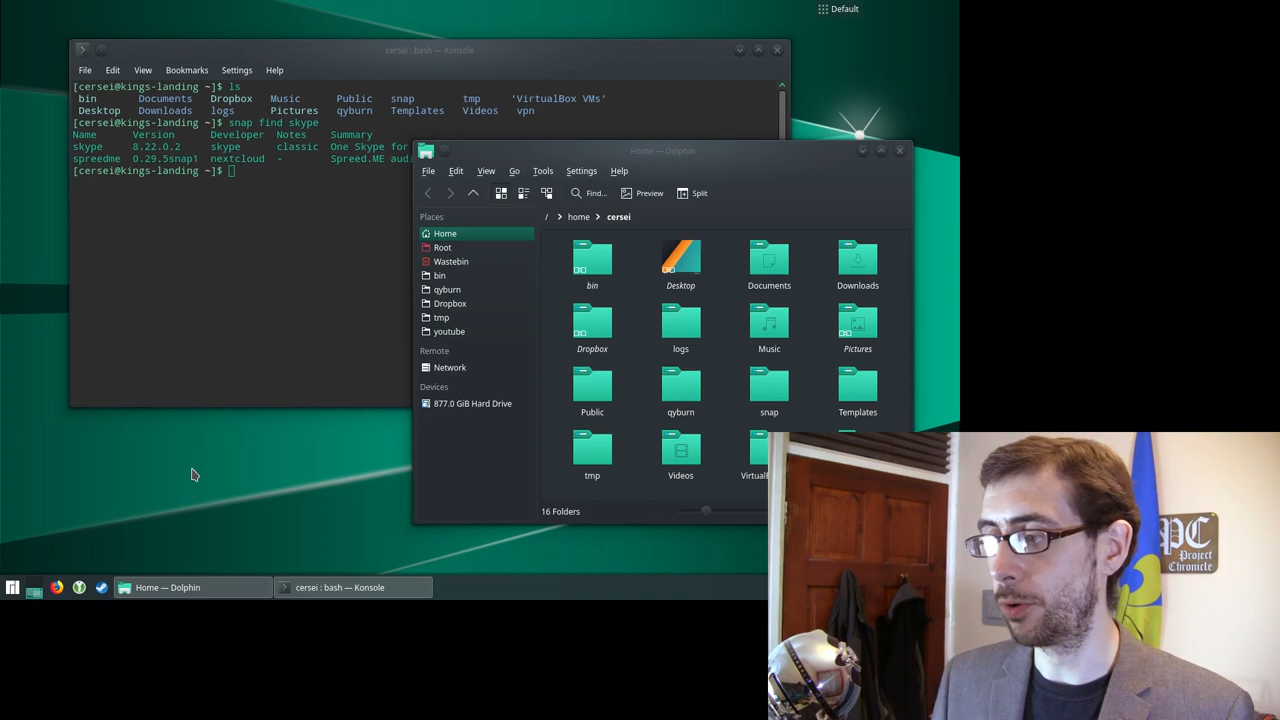 Default
cersei : bash — Konsole
File Edit View Bookmarks Settings Help
[cersei@kings-landing ~]$ ls
bin Documents Dropbox Music Public snap tmp 'VirtualBox VMs'
Desktop Downloads logs Pictures qyburn Templates Videos vpn
[cersei@kings-landing ~]$ snap find skype
Name Version Developer Notes Summary
skype 8.22.0.2 skype classic One Skype for
spreedme 0.29.5snap1 nextcloud - Spreed.ME
[cersei@kings-landing ~]$
Home — Dolphin
File Edit View Go Tools Settings Help
Find... Preview Split
Places
/ > home > cersei
Home
Root
Wastebin
bin
qyburn
Dropbox
tmp
youtube
Remote
Network
Devices
877.0 GiB Hard Drive
bin Desktop Documents Downloads
Dropbox logs Music Pictures
Public qyburn snap Templates
tmp Videos
16 Folders
Home — Dolphin
cersei : bash — Konsole
PC
Project
Chronicle